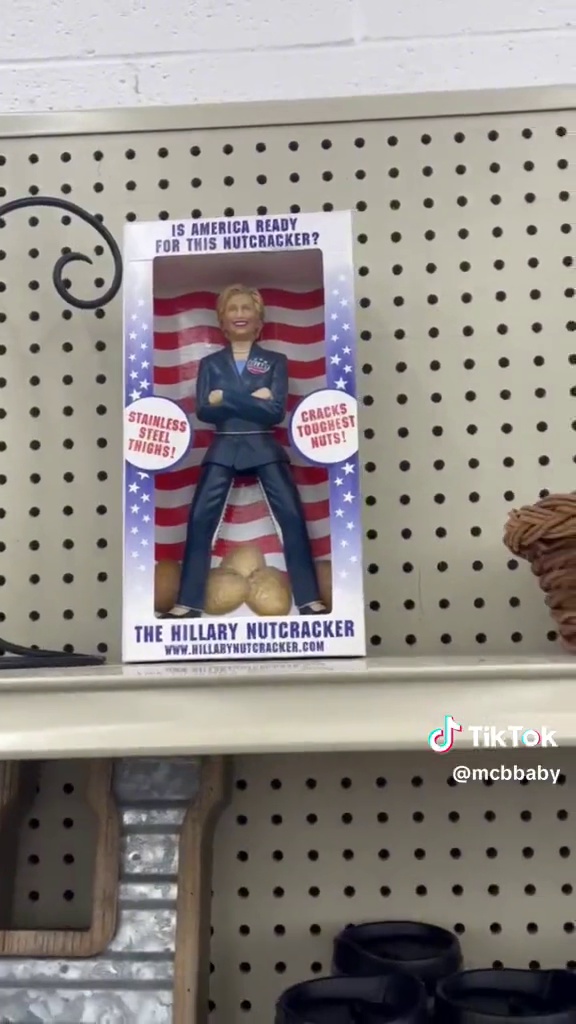 IS AMERICA READY
FOR THIS NUTCRACKER?
STAINLESS
STEEL
THIGHS!
CRACKS
TOUGHEST
NUTS!
THE HILLARY NUTCRACKER
WWW.HILLARYNUTCRACKER.COM
TikTok
@mcbbaby